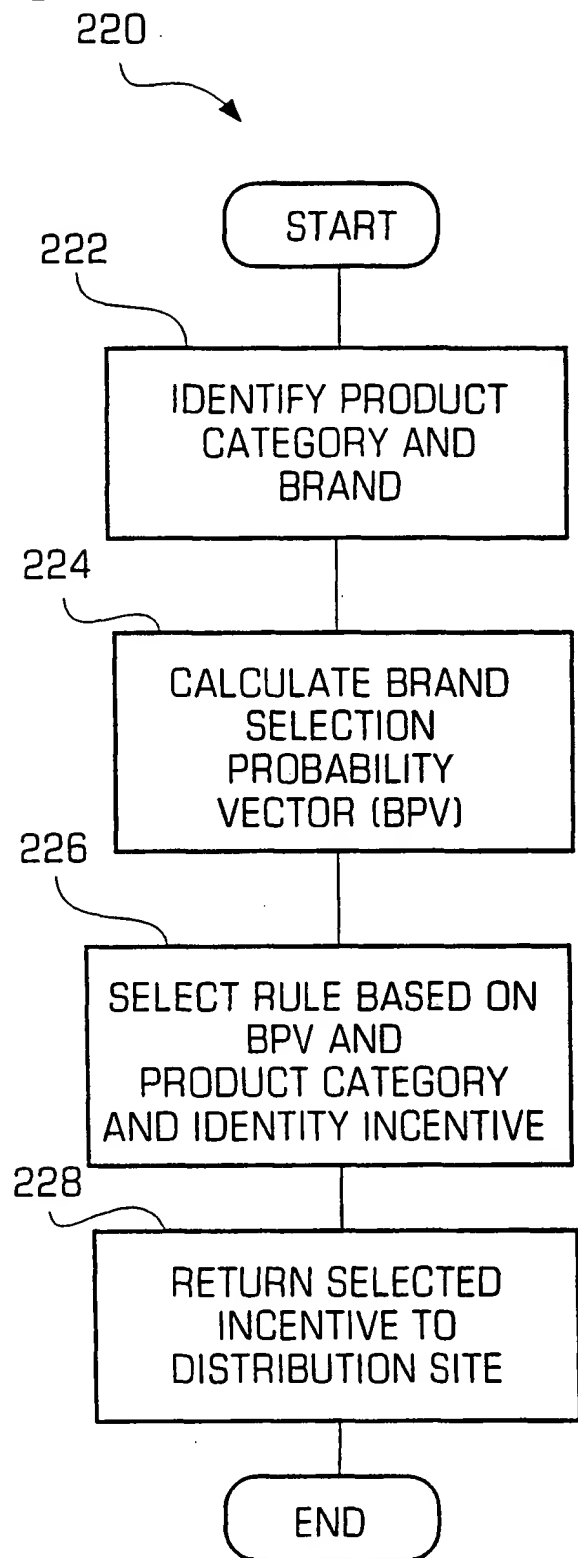 220
START
222
IDENTIFY PRODUCT
CATEGORY AND
BRAND
224
CALCULATE BRAND
SELECTION
PROBABILITY
VECTOR (BPV)
226
SELECT RULE BASED ON
BPV AND
PRODUCT CATEGORY
AND IDENTITY INCENTIVE
228
RETURN SELECTED
INCENTIVE TO
DISTRIBUTION SITE
END